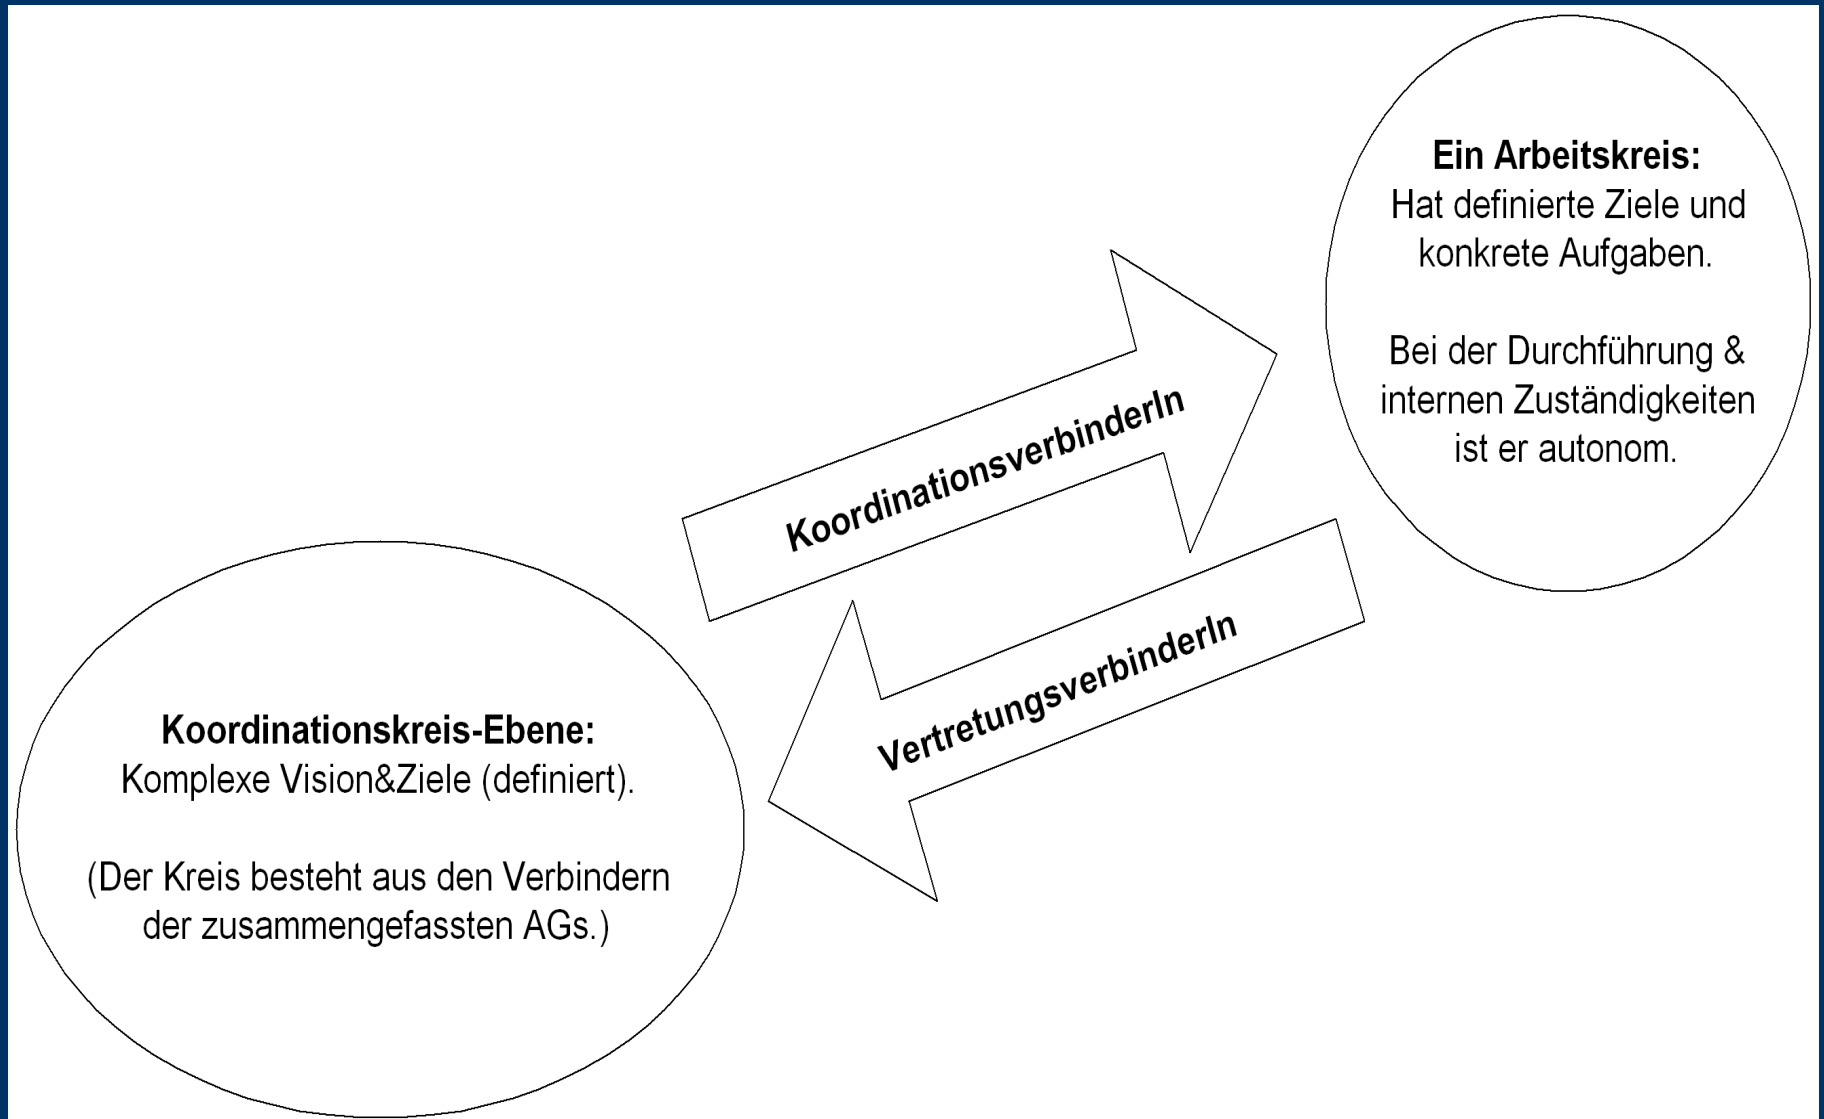 Ein Arbeitskreis:
Hat definierte Ziele und
konkrete Aufgaben.
Bei der Durchführung &
internen Zuständigkeiten
ist er autonom.
KoordinationsverbinderIn
VertretungsverbinderIn
Koordinationskreis-Ebene:
Komplexe Vision&Ziele (definiert).
(Der Kreis besteht aus den Verbindern
der zusammengefassten AGs.)